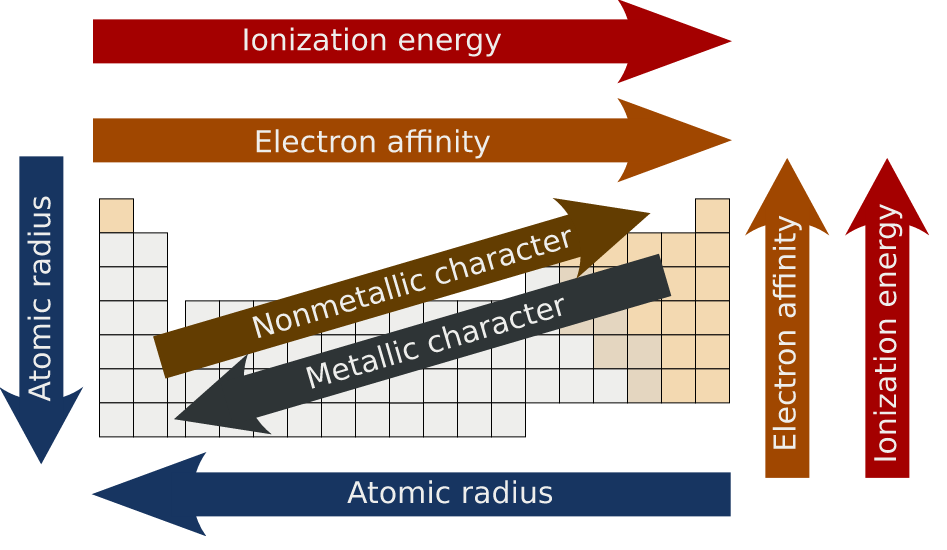 Ionization energy
Electron affinity
Atomic radius
Nonmetallic character
Metallic character
Electron affinity
Ionization energy
Atomic radius